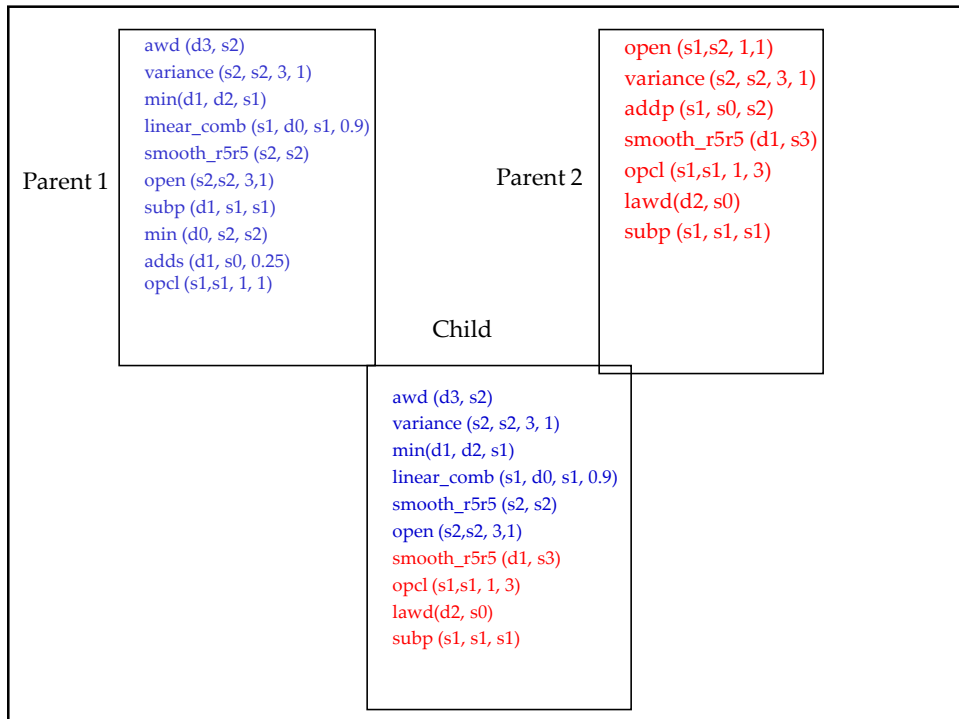 Parent 1
awd (d3, s2)
variance (s2, s2, 3, 1)
min(d1, d2, s1)
linear_comb (s1, d0, s1, 0.9)
smooth_r5r5 (s2, s2)
open (s2,s2, 3,1)
subp (d1, s1, s1)
min (d0, s2, s2)
adds (d1, s0, 0.25)
opcl (s1,s1, 1, 1)
Parent 2
open (s1,s2, 1,1)
variance (s2, s2, 3, 1)
addp (s1, s0, s2)
smooth_r5r5 (d1, s3)
opcl (s1,s1, 1, 3)
lawd(d2, s0)
subp (s1, s1, s1)
Child
awd (d3, s2)
variance (s2, s2, 3, 1)
min(d1, d2, s1)
linear_comb (s1, d0, s1, 0.9)
smooth_r5r5 (s2, s2)
open (s2,s2, 3,1)
smooth_r5r5 (d1, s3)
opcl (s1,s1, 1, 3)
lawd(d2, s0)
subp (s1, s1, s1)